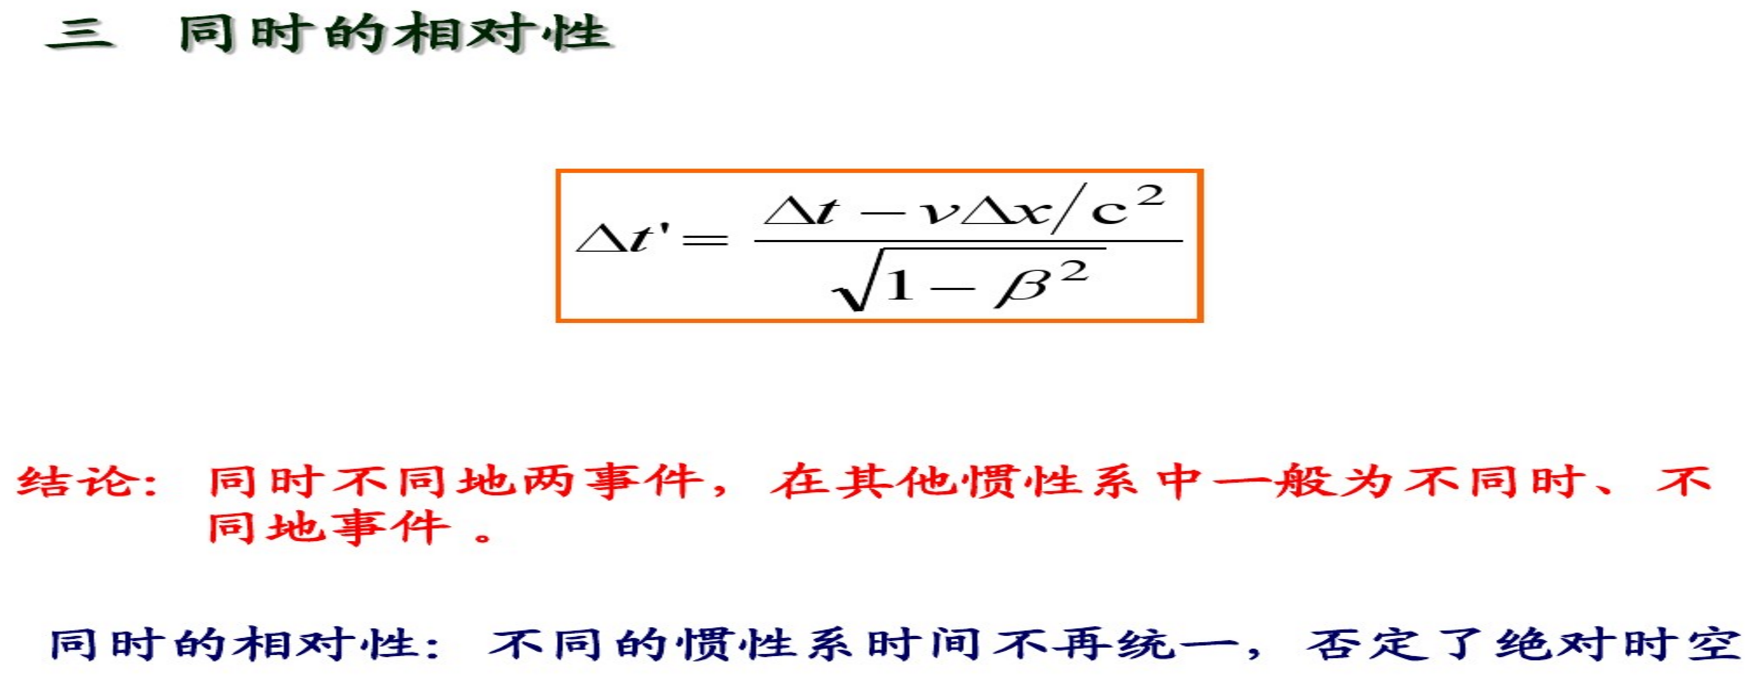 三 同时的相对性
Δt'= (Δt − vΔx/c²) / √(1 − β²)
结论: 同时不同地两事件，在其他惯性系中一般为不同时、不
同地事件。
同时的相对性: 不同的惯性系时间不再统一，否定了绝对时空